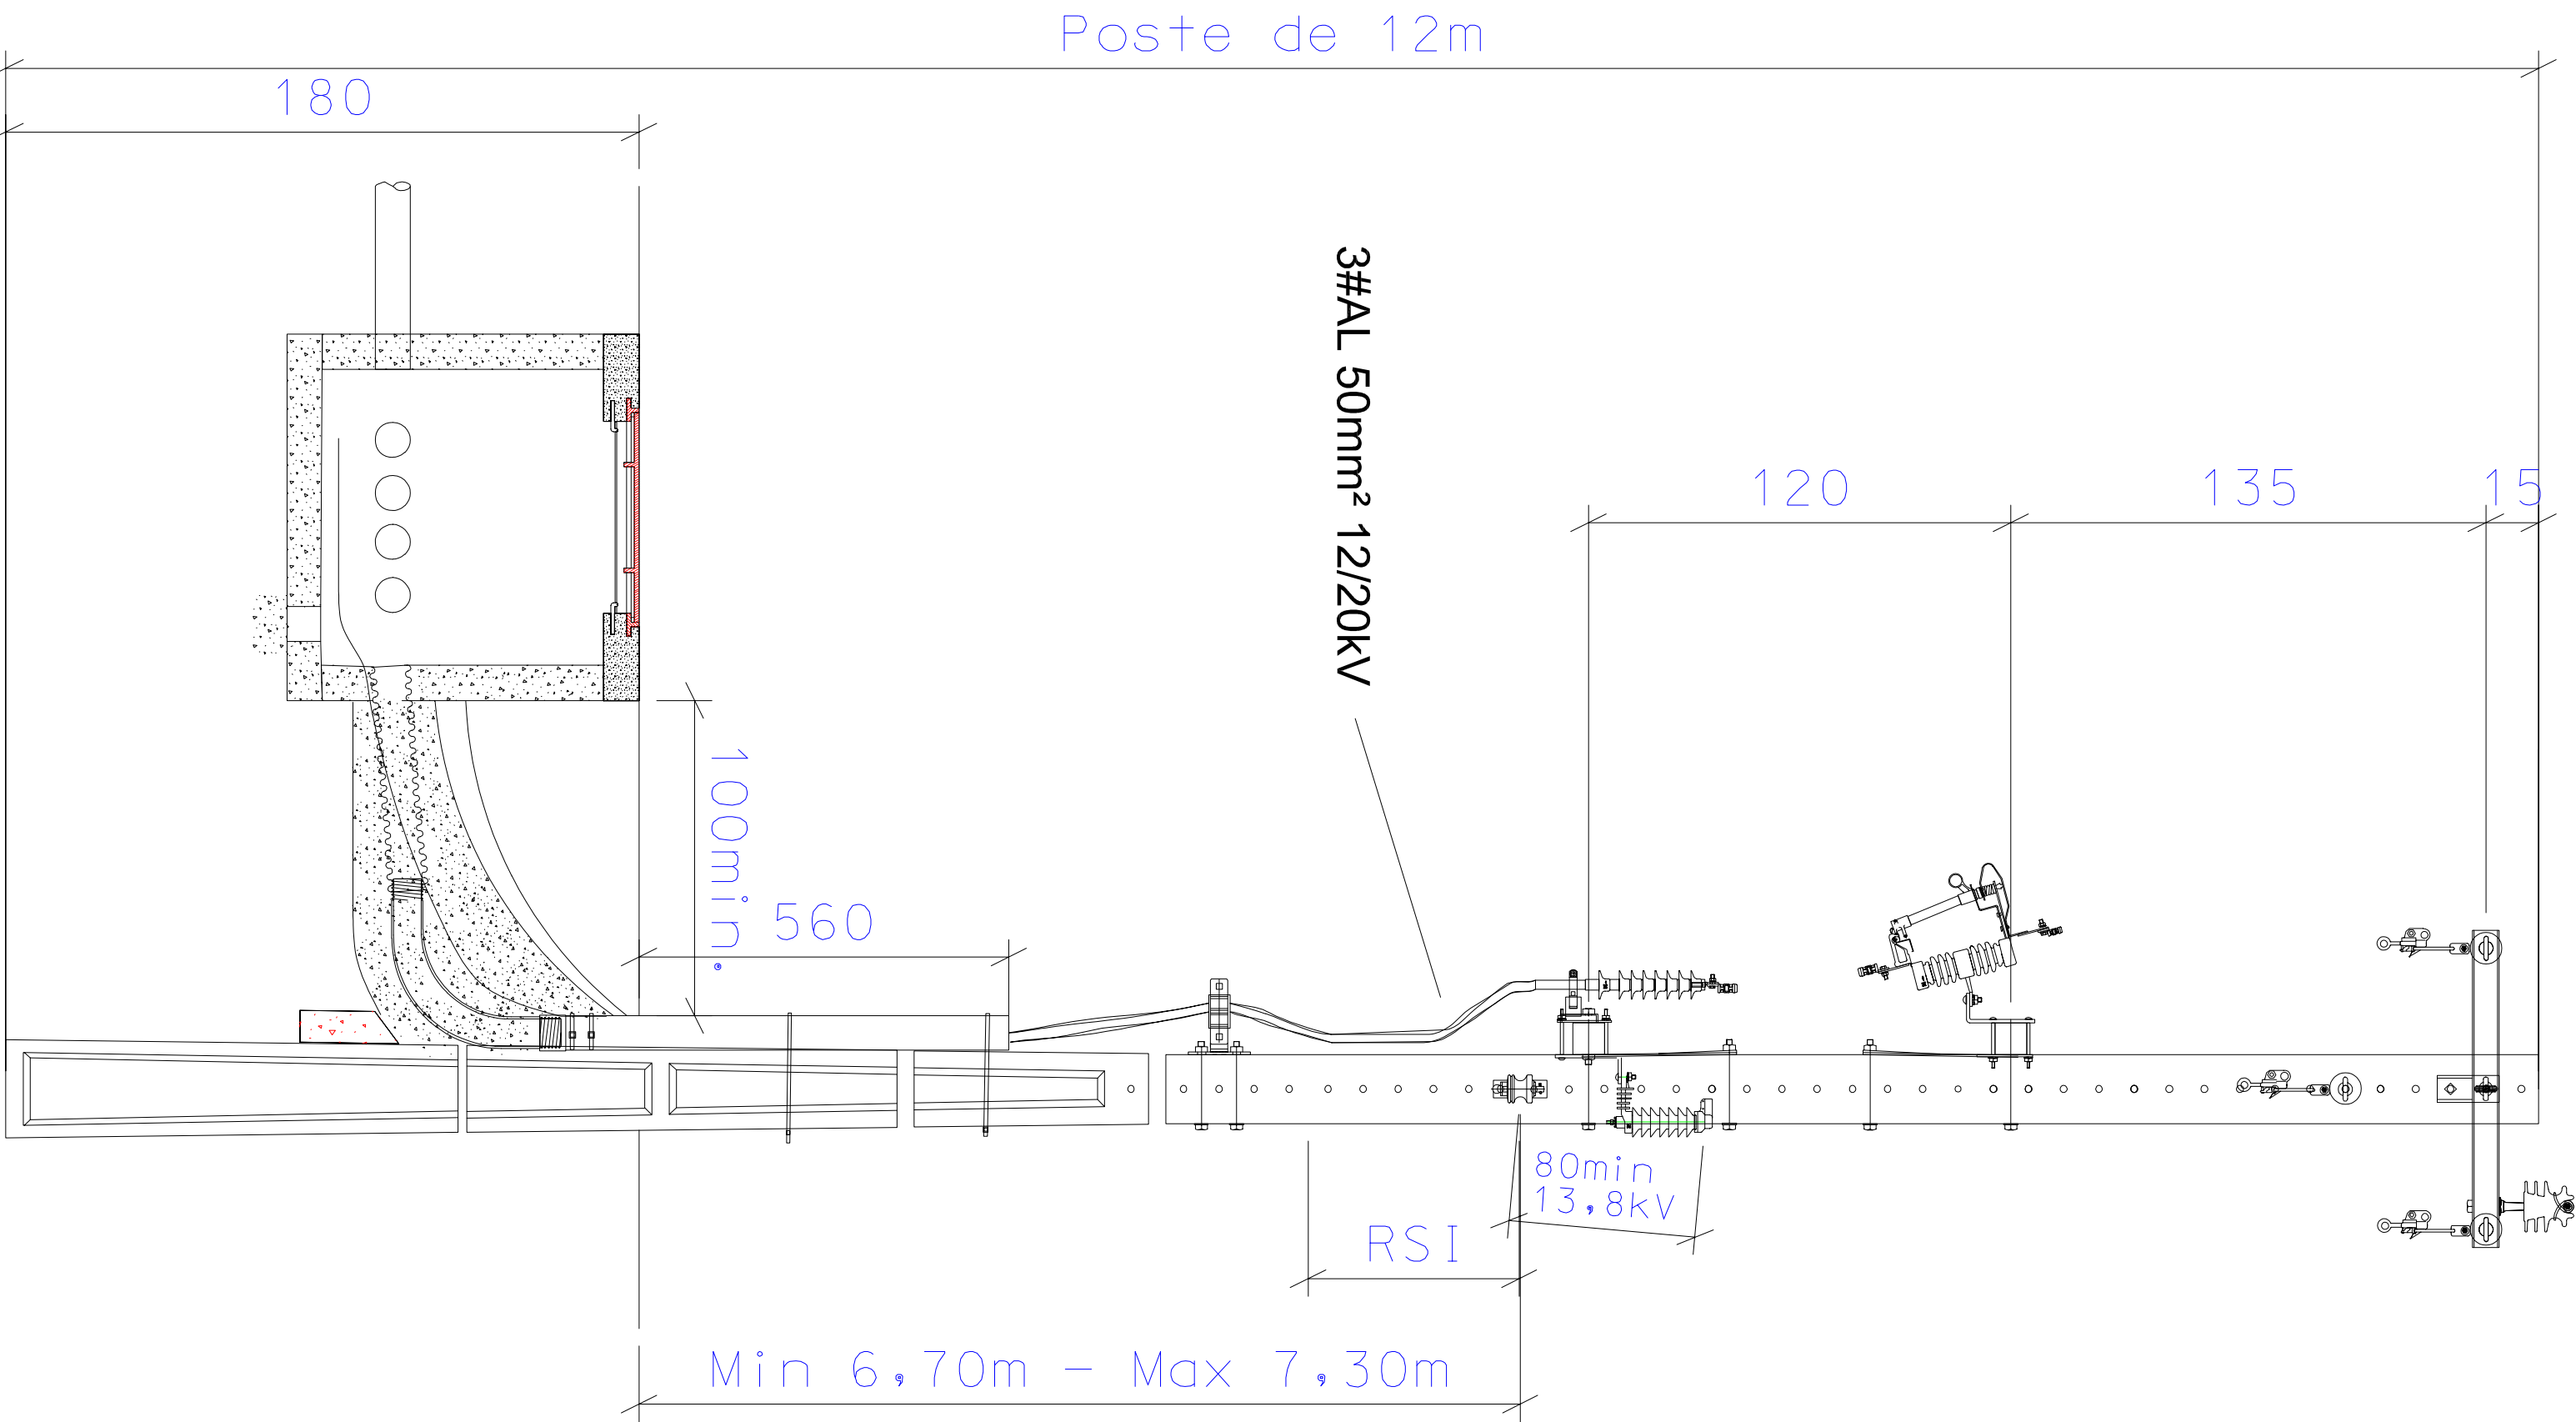 Poste de 12m
180
3#AL 50mm² 12/20kV
120
135
15
100min.
560
80min
13,8kV
RSI
Min 6,70m - Max 7,30m